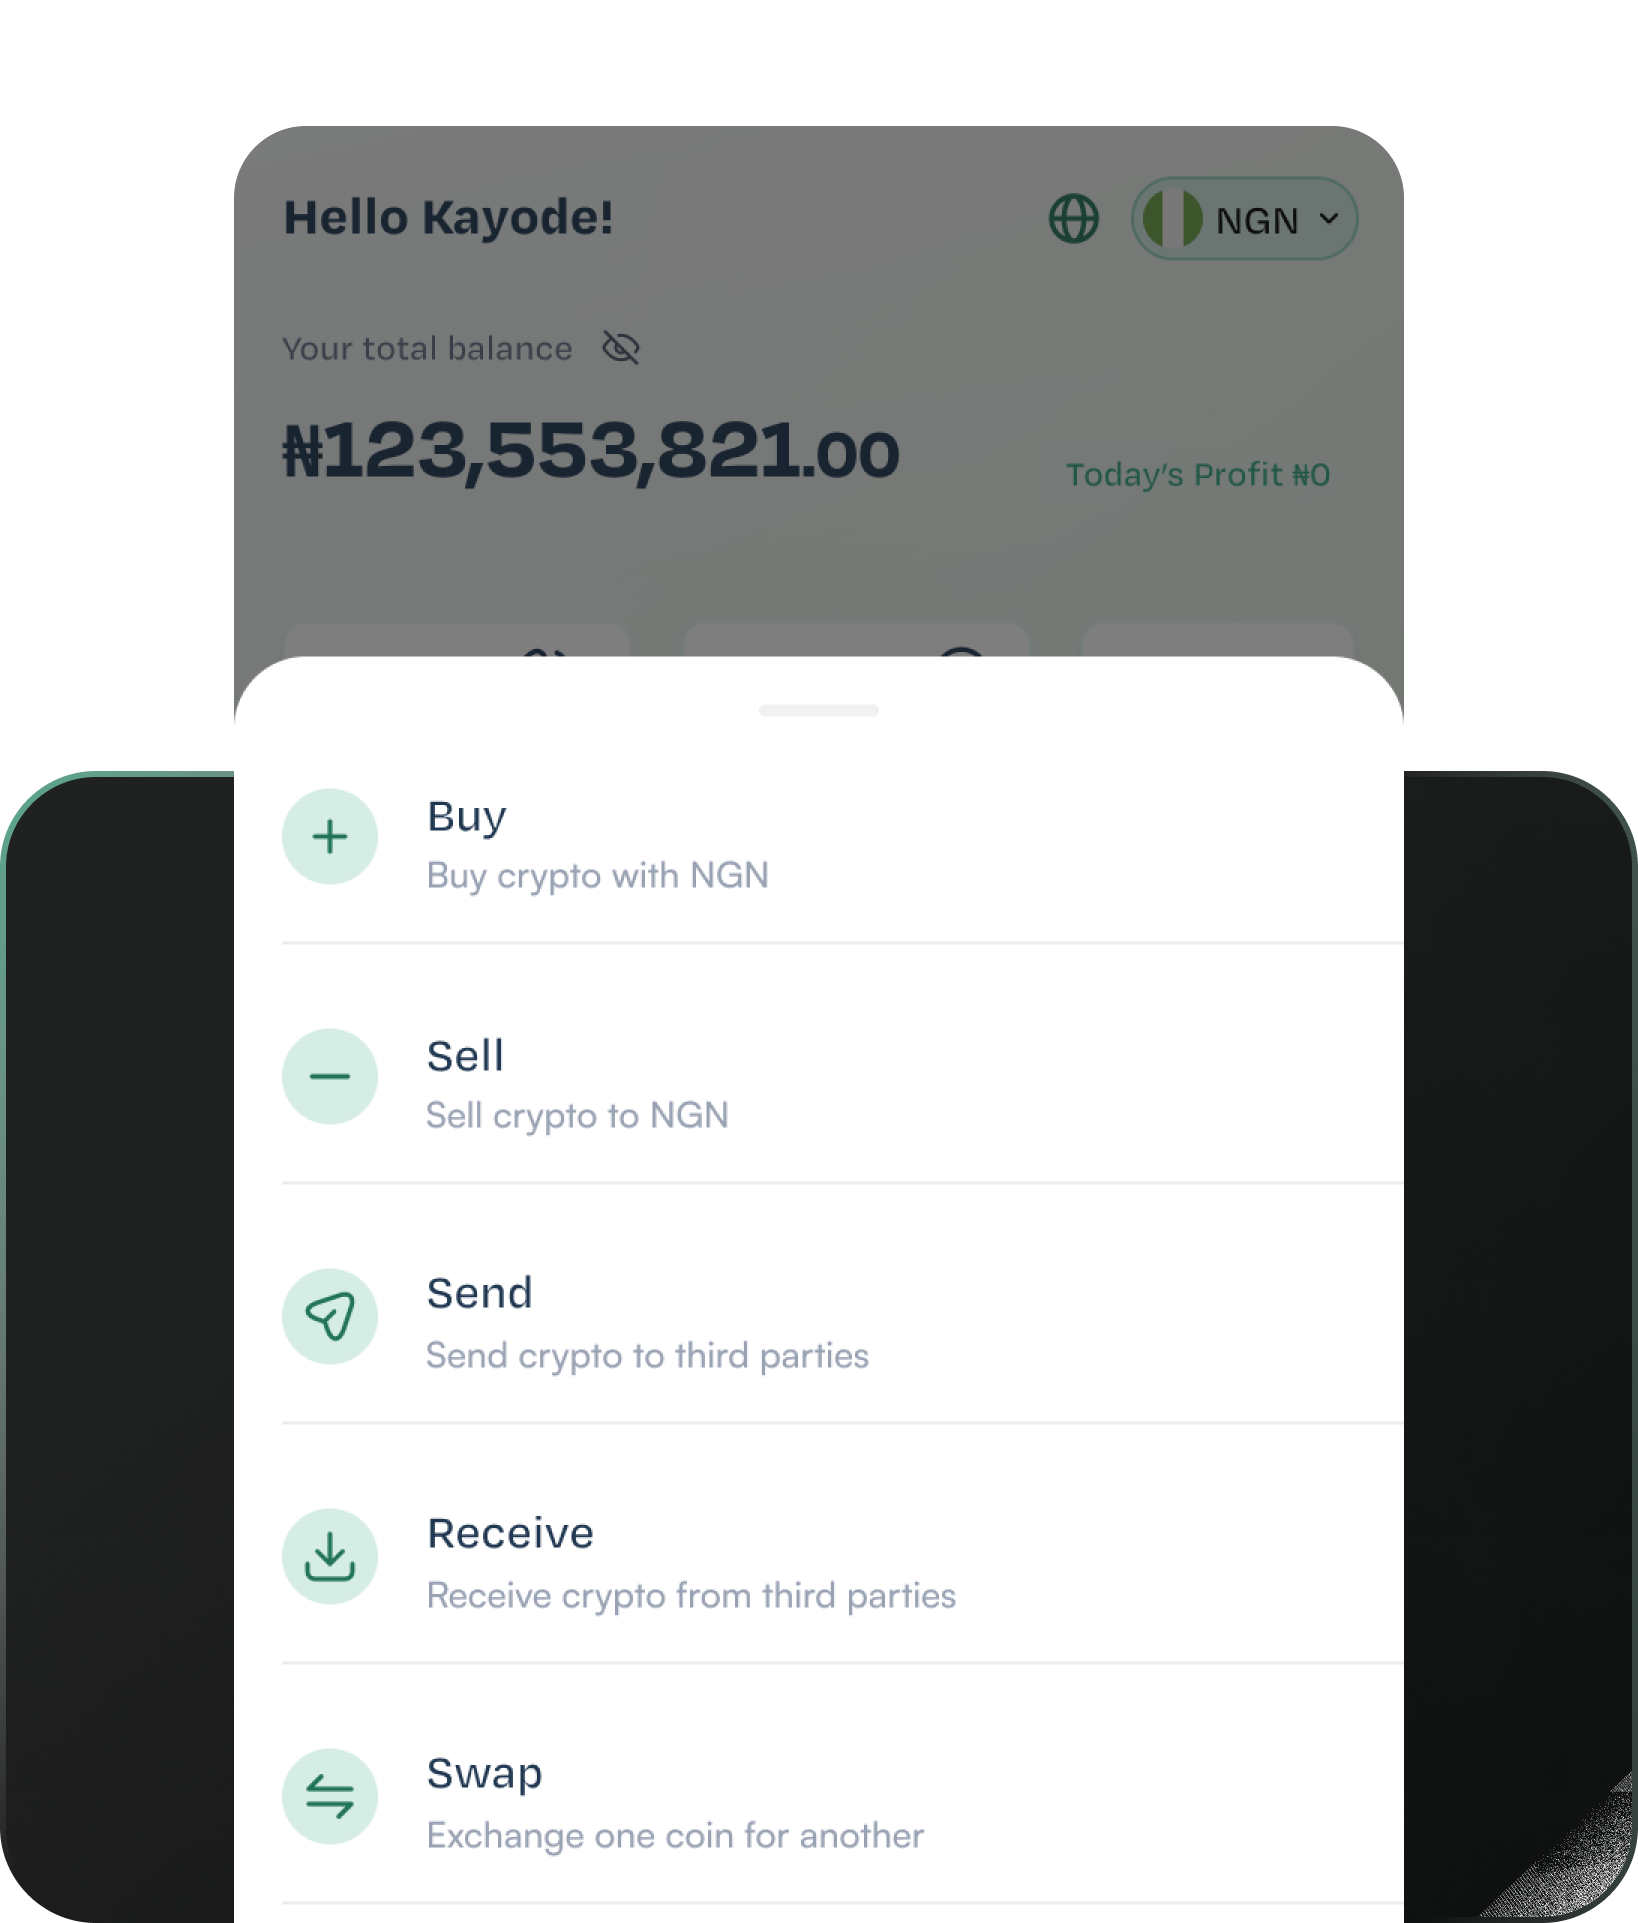 Hello Kayode!
NGN
Your total balance
₦123,553,821.00
Today's Profit ₦0
Buy
Buy crypto with NGN
Sell
Sell crypto to NGN
Send
Send crypto to third parties
Receive
Receive crypto from third parties
Swap
Exchange one coin for another